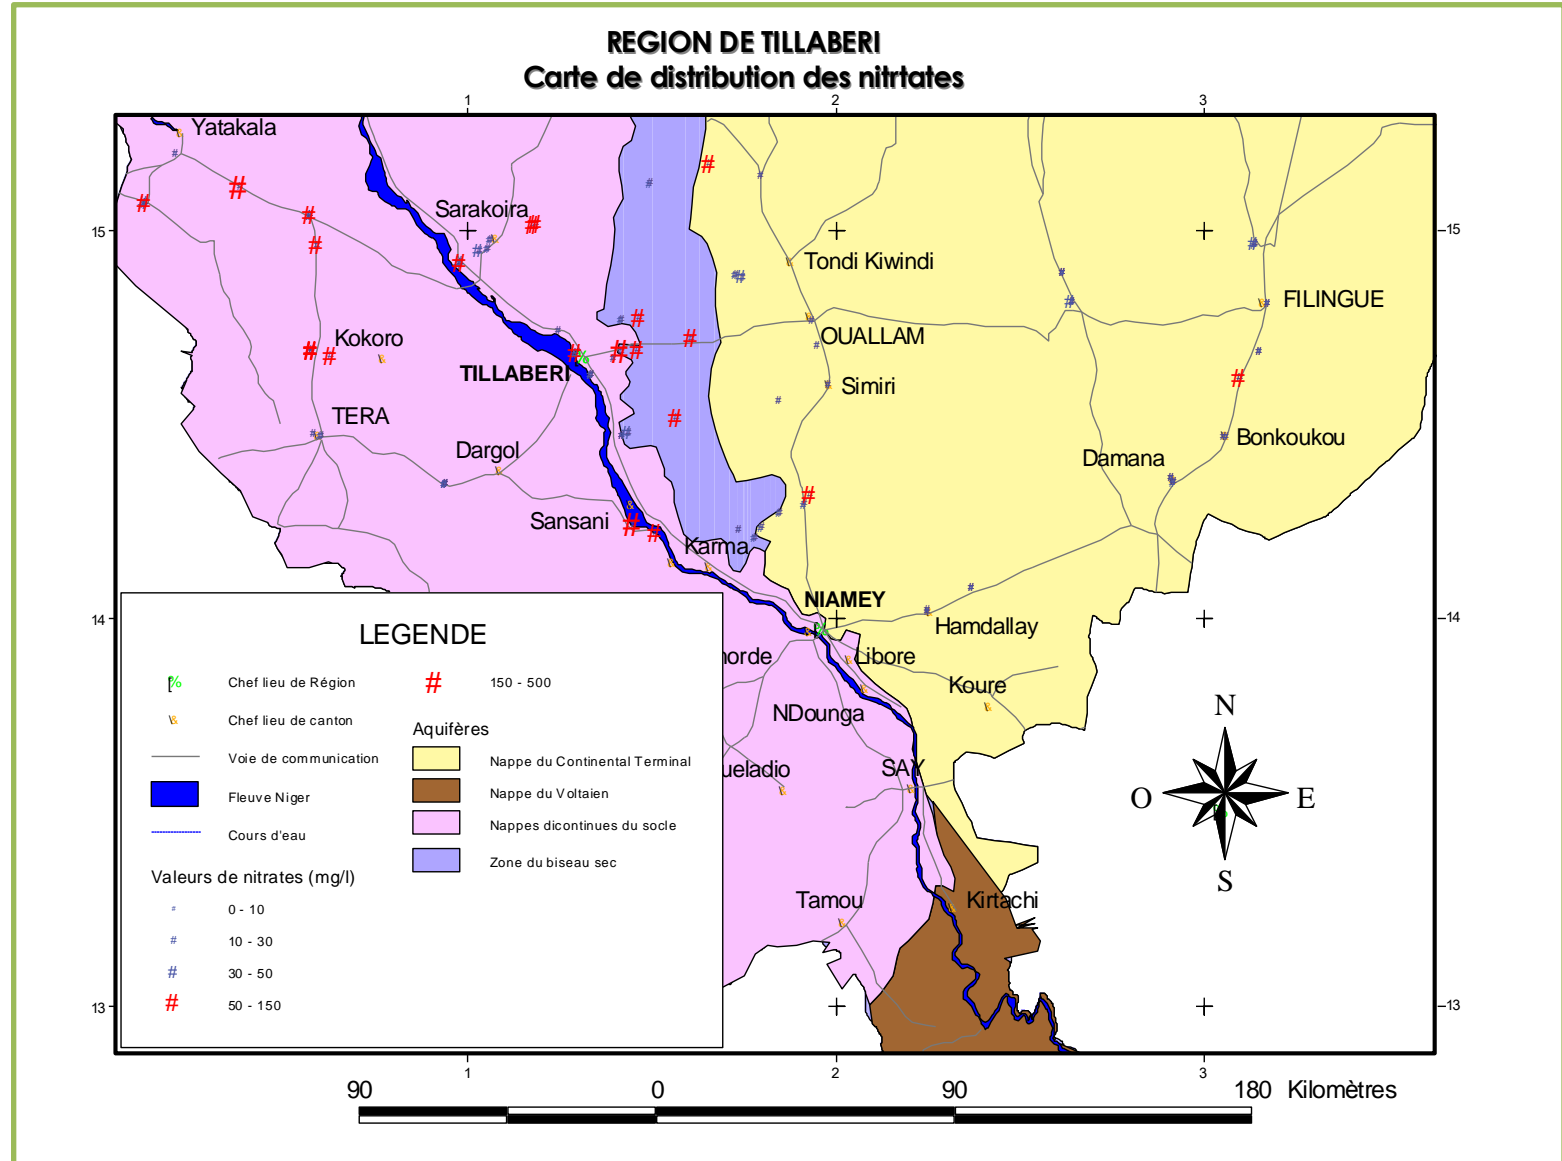 REGION DE TILLABERI
Carte de distribution des nitrtates
1 2 3
Yatakala
Sarakoira
15 15
Tondi Kiwindi
FILINGUE
Kokoro
OUALLAM
TILLABERI
Simiri
TERA
Bonkoukou
Dargol
Damana
Sansani
Karma
NIAMEY
14 14
Hamdallay
LEGENDE
norde
Libore
Chef lieu de Région
150 - 500
Koure
N
Chef lieu de canton
NDounga
Aquifères
Voie de communication
Nappe du Continental Terminal
ueladio
SAY
Fleuve Niger
Nappe du Voltaien
O E
Cours d'eau
Nappes dicontinues du socle
Zone du biseau sec
Valeurs de nitrates (mg/l)
S
0 - 10
Tamou
Kirtachi
10 - 30
30 - 50
50 - 150
13 13
1 2 3
90 0 90 180 Kilomètres